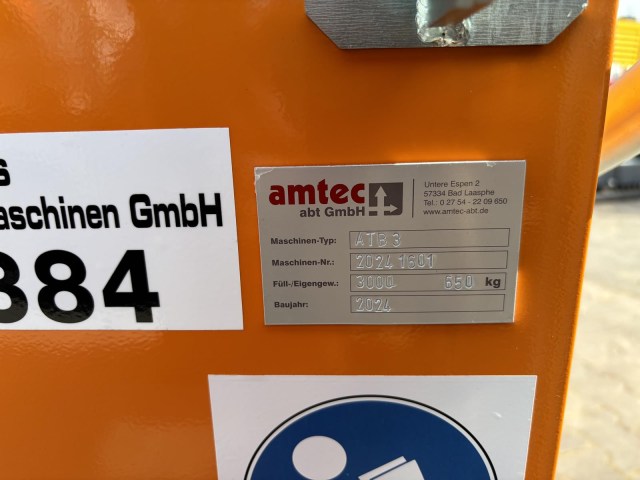 s
aschinen GmbH
384
amtec
abt GmbH
Untere Espen 2
57334 Bad Laasphe
Tel.: 0 27 54 - 22 09 650
www.amtec-abt.de
Maschinen-Typ: ATB 3
Maschinen-Nr.: 2024 1601
Füll-/Eigengew.: 3000 650 kg
Baujahr: 2024